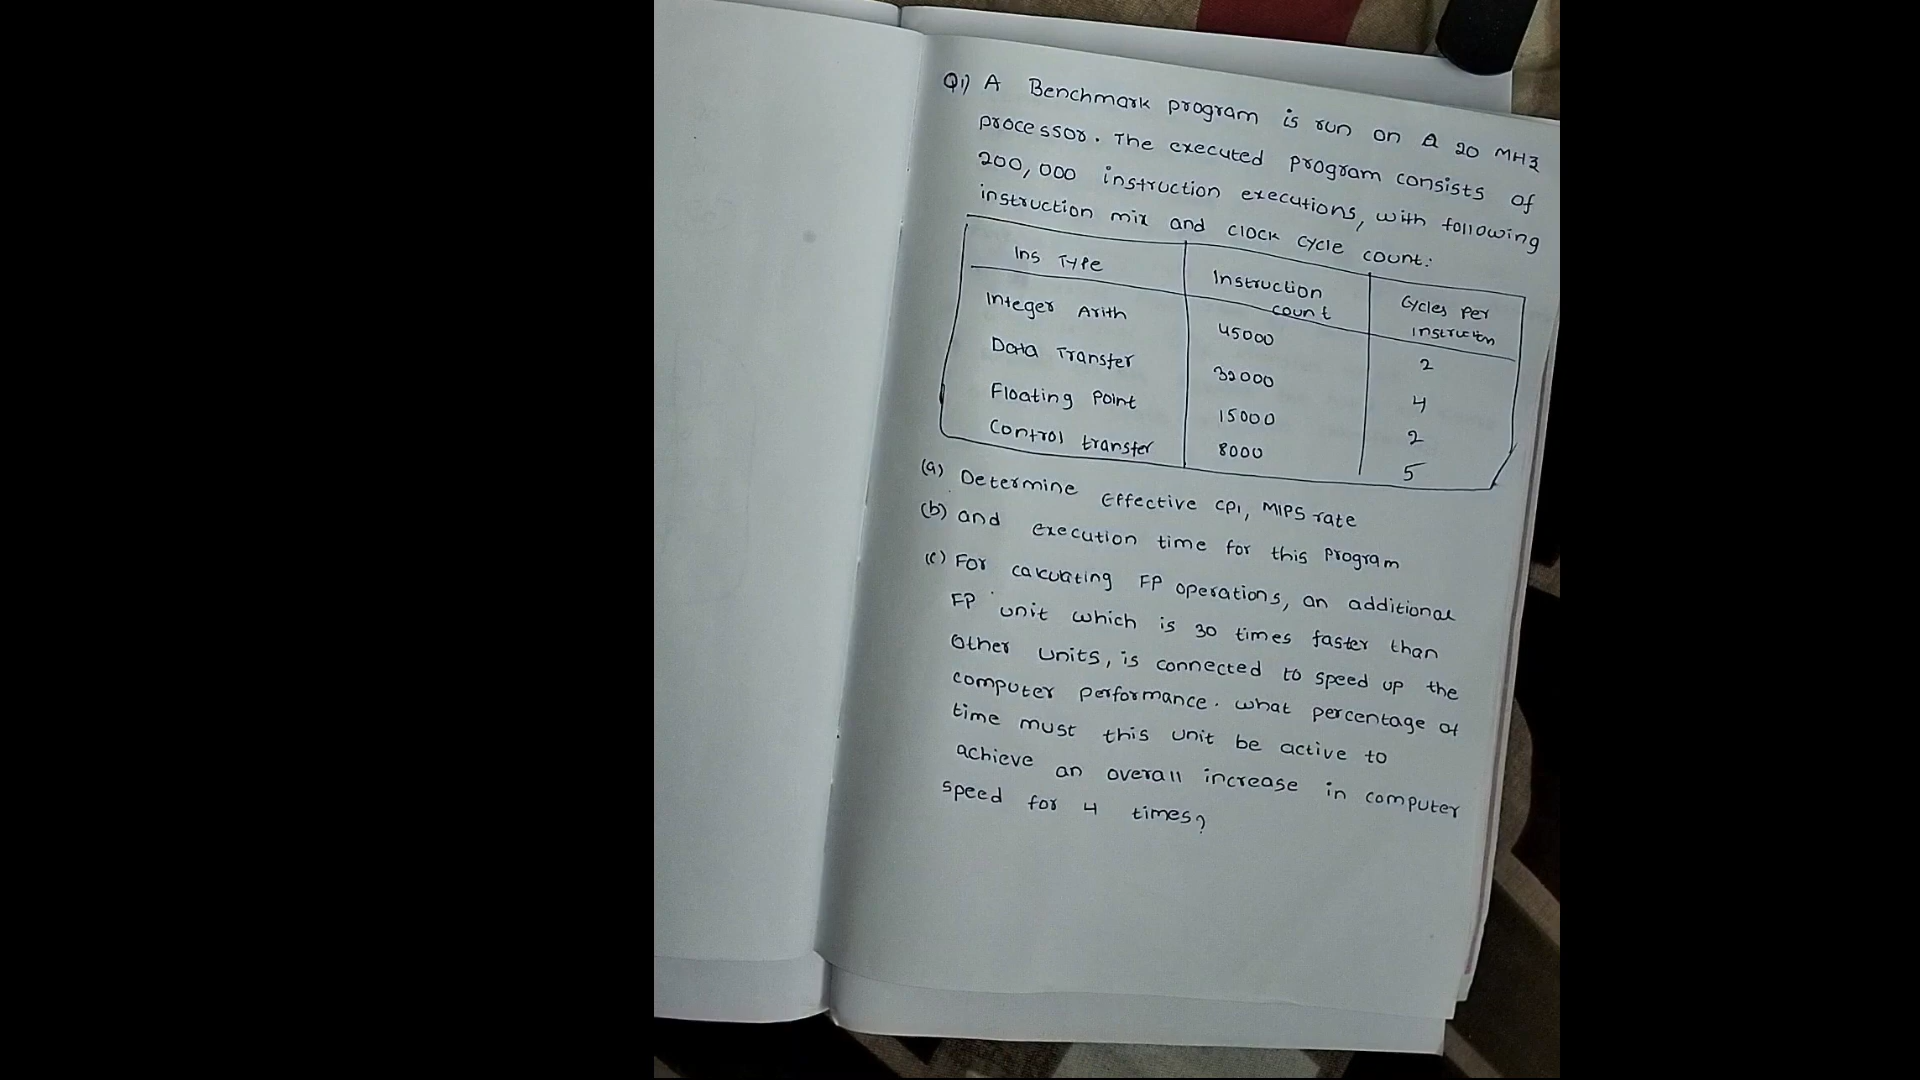 Q1) A Benchmark program is run on a 20 MHz
processor. The executed program consists of
200,000 instruction executions, with following
instruction mix and clock cycle count:
Ins Type Instruction count Cycles per instruction
Integer Arith 45000 2
Data Transfer 32000 4
Floating Point 15000 2
Control transfer 8000 5
(a) Determine Effective CPI, MIPS rate
(b) and execution time for this Program
(c) For calculating FP operations, an additional
FP unit which is 30 times faster than
Other units, is connected to speed up the
computer performance. what percentage of
time must this unit be active to
achieve an overall increase in computer
speed for 4 times?